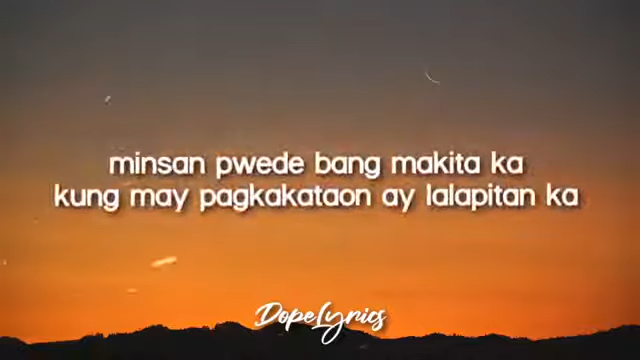 minsan pwede bang makita ka
kung may pagkakataon ay lalapitan ka
DopeLyrics